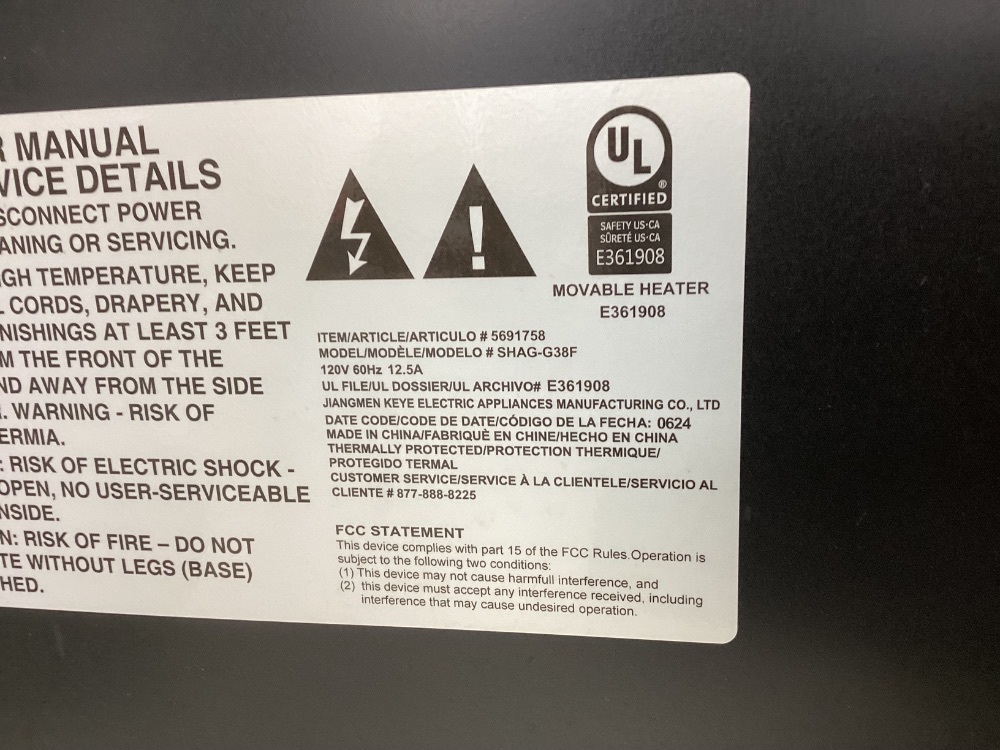 MANUAL
VICE DETAILS
SCONNECT POWER
ANING OR SERVICING.
GH TEMPERATURE, KEEP
CORDS, DRAPERY, AND
NISHINGS AT LEAST 3 FEET
M THE FRONT OF THE
ND AWAY FROM THE SIDE
. WARNING - RISK OF
ERMIA.
: RISK OF ELECTRIC SHOCK -
OPEN, NO USER-SERVICEABLE
NSIDE.
N: RISK OF FIRE – DO NOT
TE WITHOUT LEGS (BASE)
HED.
UL
®
CERTIFIED
SAFETY US·CA
SÛRETÉ US·CA
E361908
MOVABLE HEATER
E361908
ITEM/ARTICLE/ARTICULO # 5691758
MODEL/MODÈLE/MODELO # SHAG-G38F
120V 60Hz 12.5A
UL FILE/UL DOSSIER/UL ARCHIVO# E361908
JIANGMEN KEYE ELECTRIC APPLIANCES MANUFACTURING CO., LTD
DATE CODE/CODE DE DATE/CÓDIGO DE LA FECHA: 0624
MADE IN CHINA/FABRIQUÈ EN CHINE/HECHO EN CHINA
THERMALLY PROTECTED/PROTECTION THERMIQUE/
PROTEGIDO TERMAL
CUSTOMER SERVICE/SERVICE À LA CLIENTELE/SERVICIO AL
CLIENTE # 877-888-8225
FCC STATEMENT
This device complies with part 15 of the FCC Rules.Operation is
subject to the following two conditions:
(1) This device may not cause harmfull interference, and
(2) this device must accept any interference received, including
interference that may cause undesired operation.